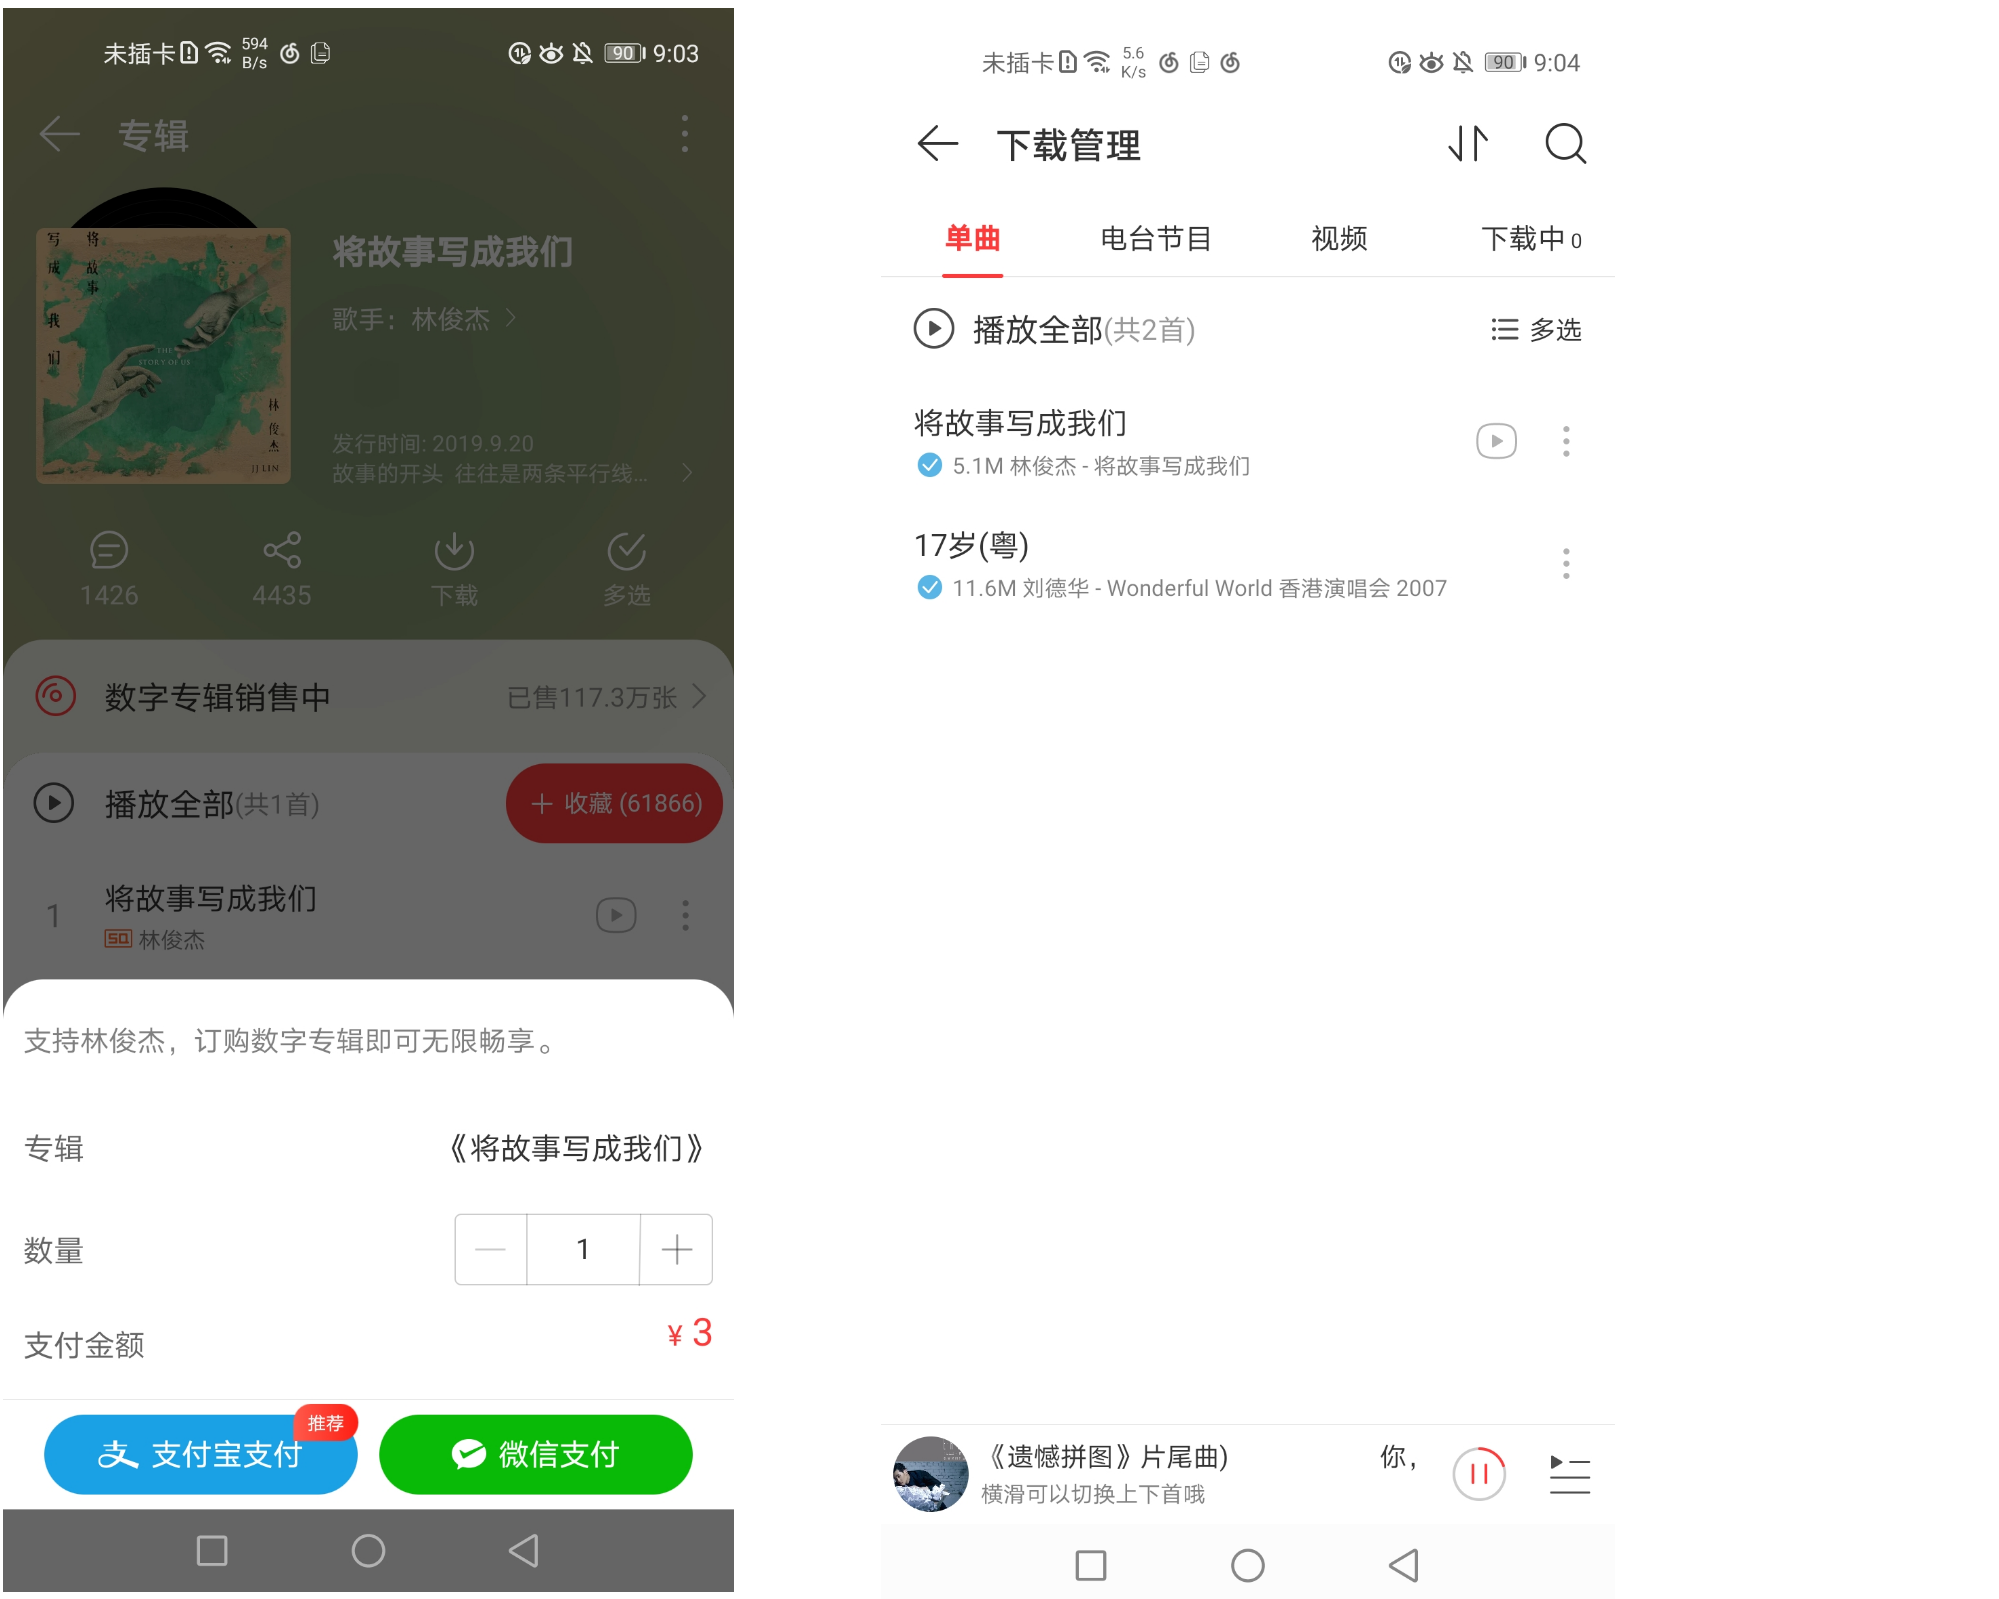 未插卡 594 B/s 90 9:03
专辑
将故事写成我们
THE
STORY OF US
林俊杰
JJ LIN
将故事写成我们
歌手：林俊杰
发行时间: 2019.9.20
故事的开头 往往是两条平行线...
1426 4435 下载 多选
数字专辑销售中 已售117.3万张
播放全部(共1首) 收藏 (61866)
1 将故事写成我们
SQ 林俊杰
支持林俊杰，订购数字专辑即可无限畅享。
专辑 《将故事写成我们》
数量 1
支付金额 ¥ 3
推荐
支付宝支付 微信支付
未插卡 5.6 K/s 90 9:04
下载管理
单曲 电台节目 视频 下载中 0
播放全部(共2首) 多选
将故事写成我们
5.1M 林俊杰 - 将故事写成我们
17岁(粤)
11.6M 刘德华 - Wonderful World 香港演唱会 2007
《遗憾拼图》片尾曲) 你，
横滑可以切换上下首哦